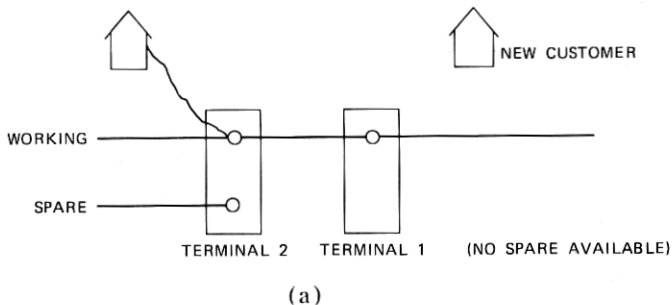 NEW CUSTOMER
WORKING
SPARE
TERMINAL 2 TERMINAL 1 (NO SPARE AVAILABLE)
(a)